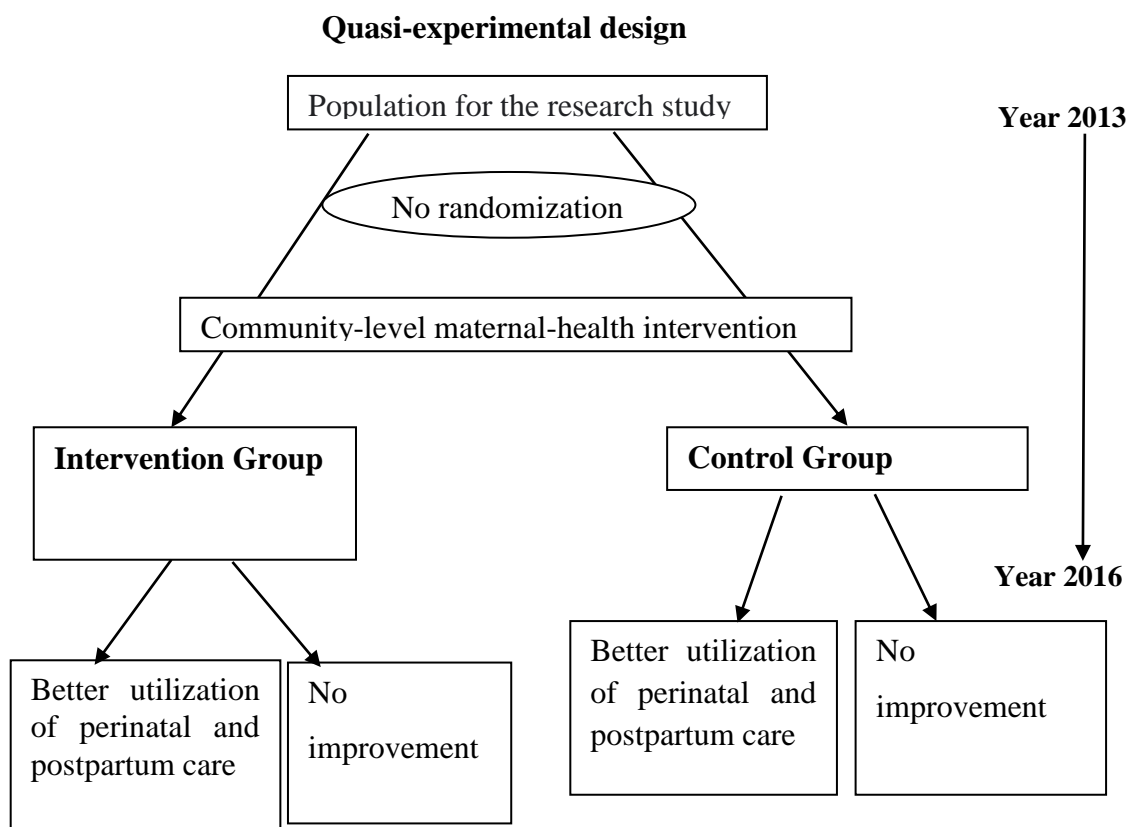 Quasi-experimental design
Population for the research study
Year 2013
No randomization
Community-level maternal-health intervention
Intervention Group
Control Group
Year 2016
Better utilization
of perinatal and
postpartum care
No
improvement
Better utilization
of perinatal and
postpartum care
No
improvement